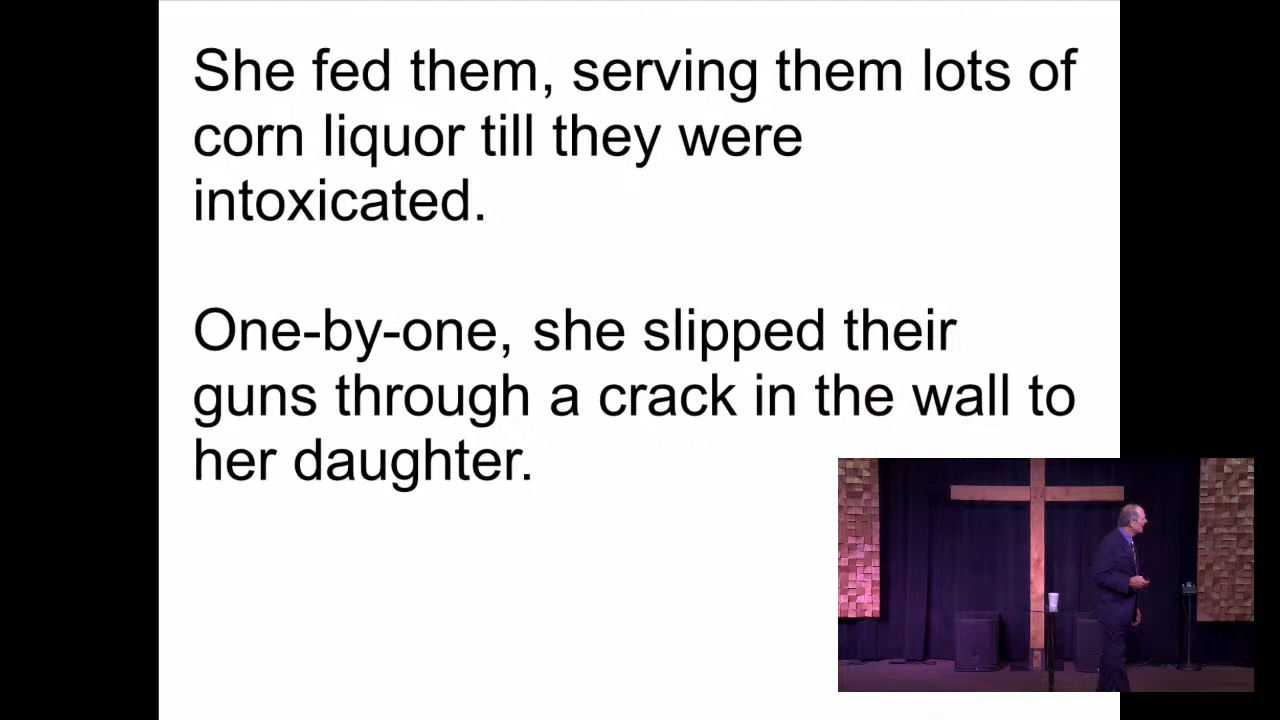 She fed them, serving them lots of
corn liquor till they were
intoxicated.
One-by-one, she slipped their
guns through a crack in the wall to
her daughter.